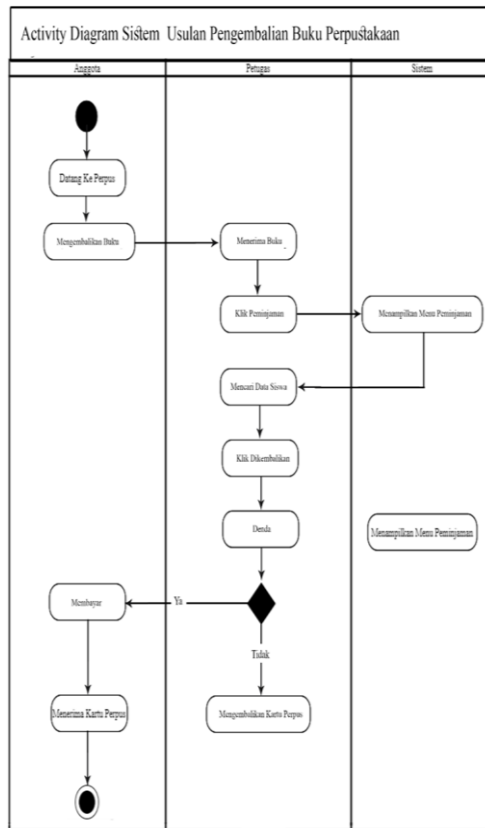 Activity Diagram Sistem Usulan Pengembalian Buku Perpustakaan
Anggota
Petugas
Sistem
Datang Ke Perpus
Mengembalikan Buku
Menerima Buku
Klik Peminjaman
Menampilkan Menu Peminjaman
Mencari Data Siswa
Klik Dikembalikan
Denda
Menampilkan Menu Peminjaman
Membayar
Ya
Tidak
Menerima Kartu Perpus
Mengembalikan Kartu Perpus